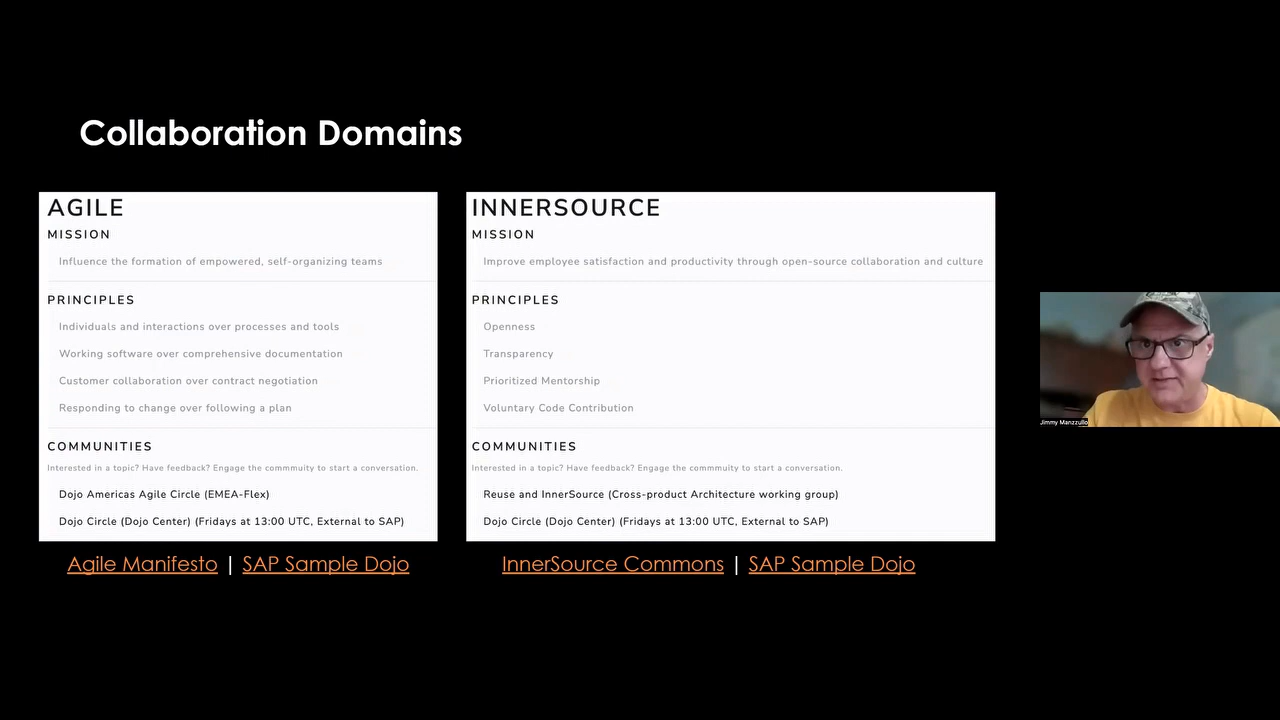 Collaboration Domains
AGILE
MISSION
Influence the formation of empowered, self-organizing teams
PRINCIPLES
Individuals and interactions over processes and tools
Working software over comprehensive documentation
Customer collaboration over contract negotiation
Responding to change over following a plan
COMMUNITIES
Interested in a topic? Have feedback? Engage the commmuity to start a conversation.
Dojo Americas Agile Circle (EMEA-Flex)
Dojo Circle (Dojo Center) (Fridays at 13:00 UTC, External to SAP)
Agile Manifesto | SAP Sample Dojo
INNERSOURCE
MISSION
Improve employee satisfaction and productivity through open-source collaboration and culture
PRINCIPLES
Openness
Transparency
Prioritized Mentorship
Voluntary Code Contribution
COMMUNITIES
Interested in a topic? Have feedback? Engage the commmuity to start a conversation.
Reuse and InnerSource (Cross-product Architecture working group)
Dojo Circle (Dojo Center) (Fridays at 13:00 UTC, External to SAP)
InnerSource Commons | SAP Sample Dojo
Jimmy Manzzullo